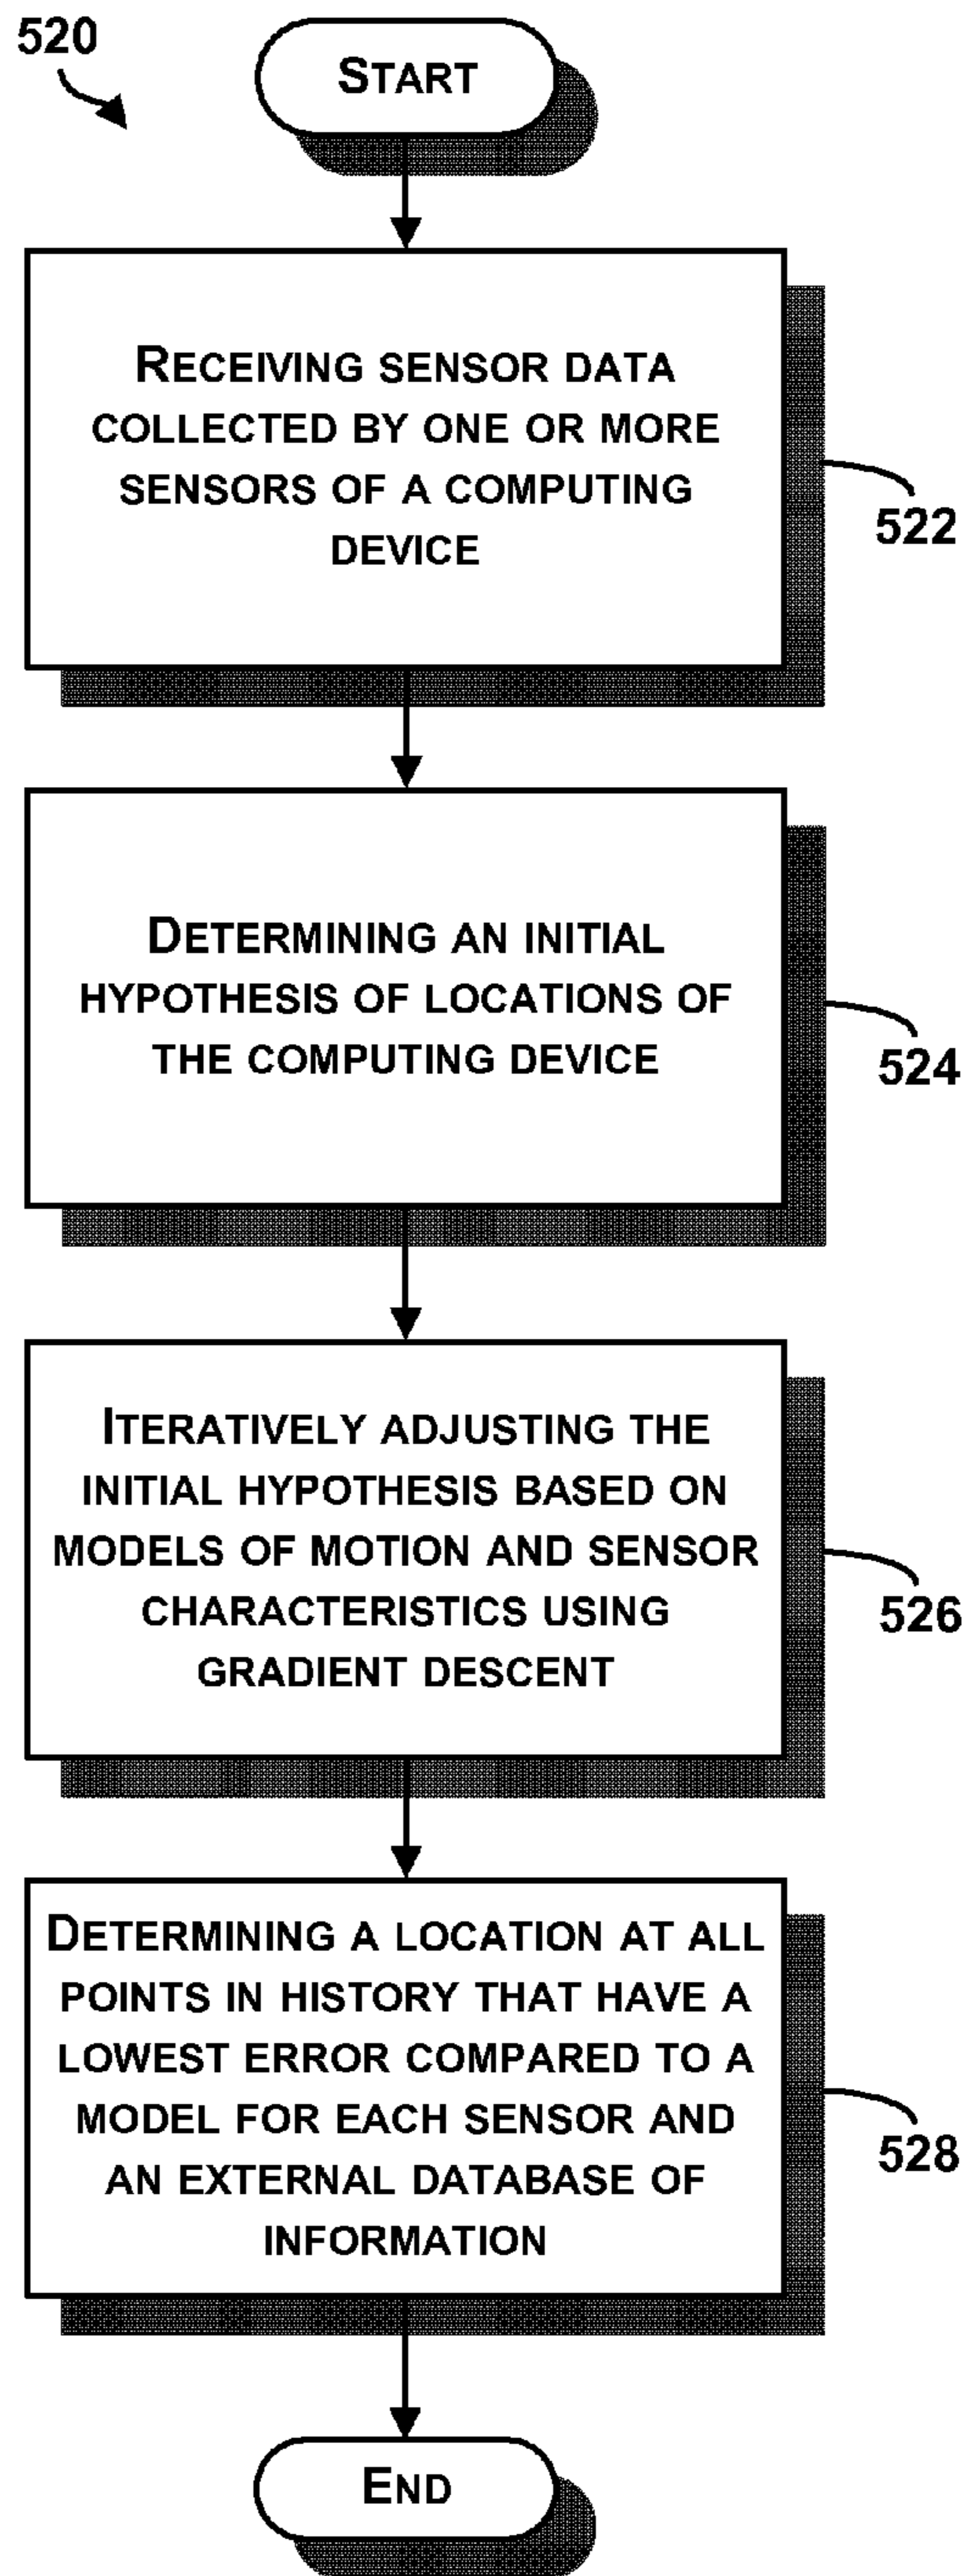 520
START
RECEIVING SENSOR DATA
COLLECTED BY ONE OR MORE
SENSORS OF A COMPUTING
DEVICE
522
DETERMINING AN INITIAL
HYPOTHESIS OF LOCATIONS OF
THE COMPUTING DEVICE
524
ITERATIVELY ADJUSTING THE
INITIAL HYPOTHESIS BASED ON
MODELS OF MOTION AND SENSOR
CHARACTERISTICS USING
GRADIENT DESCENT
526
DETERMINING A LOCATION AT ALL
POINTS IN HISTORY THAT HAVE A
LOWEST ERROR COMPARED TO A
MODEL FOR EACH SENSOR AND
AN EXTERNAL DATABASE OF
INFORMATION
528
END